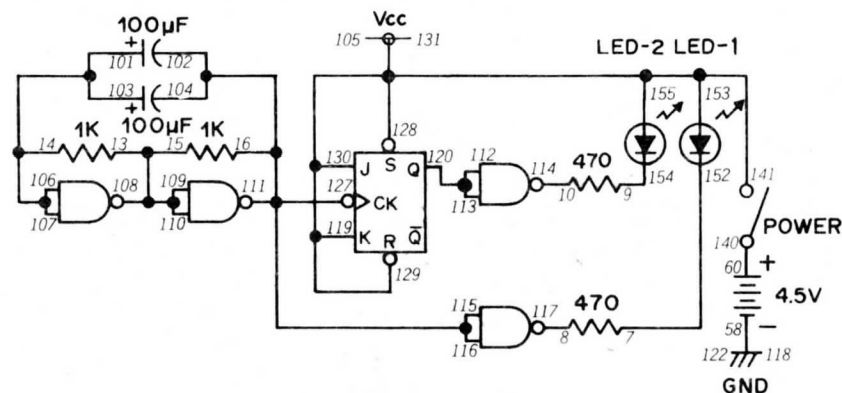 100µF
Vcc
105 131
LED-2 LED-1
+
101 102
103 104
+
100µF
155 153
14 1K 13 15 1K 16
128
130 J S Q 120 112 114 470
106 108 109 111 127 CK 113 10 9 154 152 141
107 110
119 K R Q̅
POWER
140
129
60 +
4.5V
115 117 470
116 8 7
58 −
122 118
GND